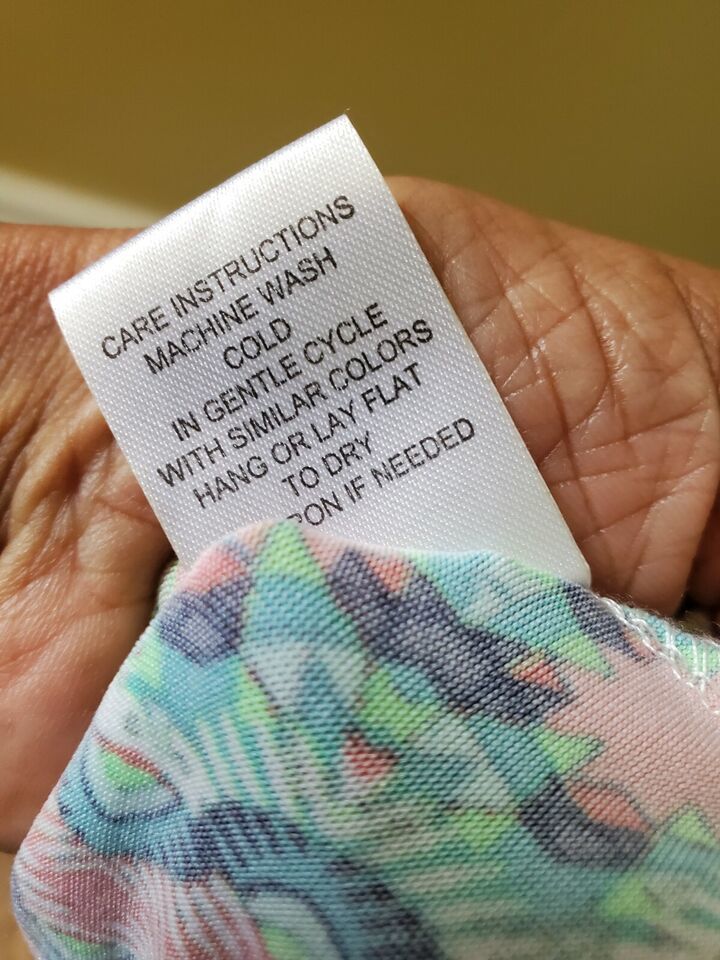 CARE INSTRUCTIONS
MACHINE WASH
COLD
IN GENTLE CYCLE
WITH SIMILAR COLORS
HANG OR LAY FLAT
TO DRY
IF NEEDED